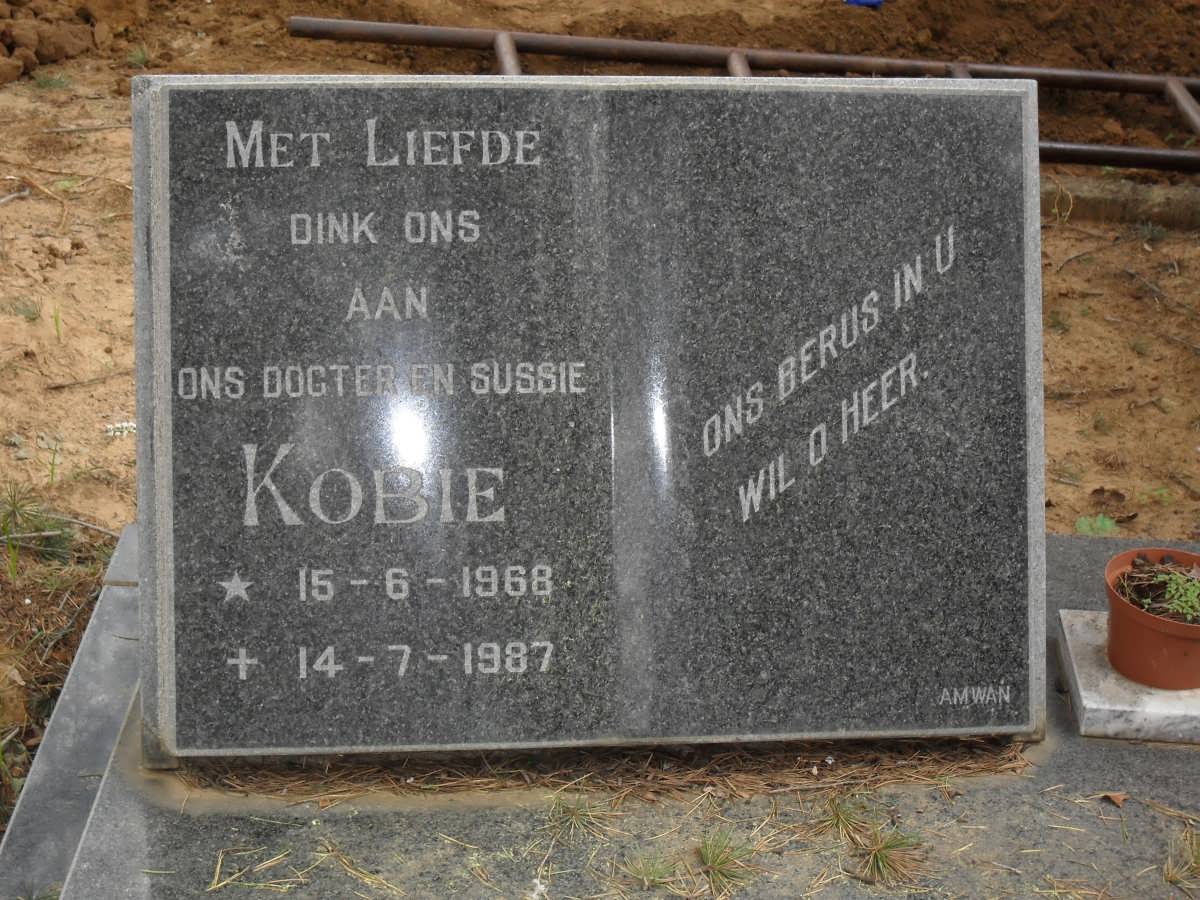 MET LIEFDE
DINK ONS
AAN
ONS DOGTER EN SUSSIE
KOBIE
★ 15-6-1968
✝ 14-7-1987
ONS BERUS IN U
WIL O HEER.
AMWAN